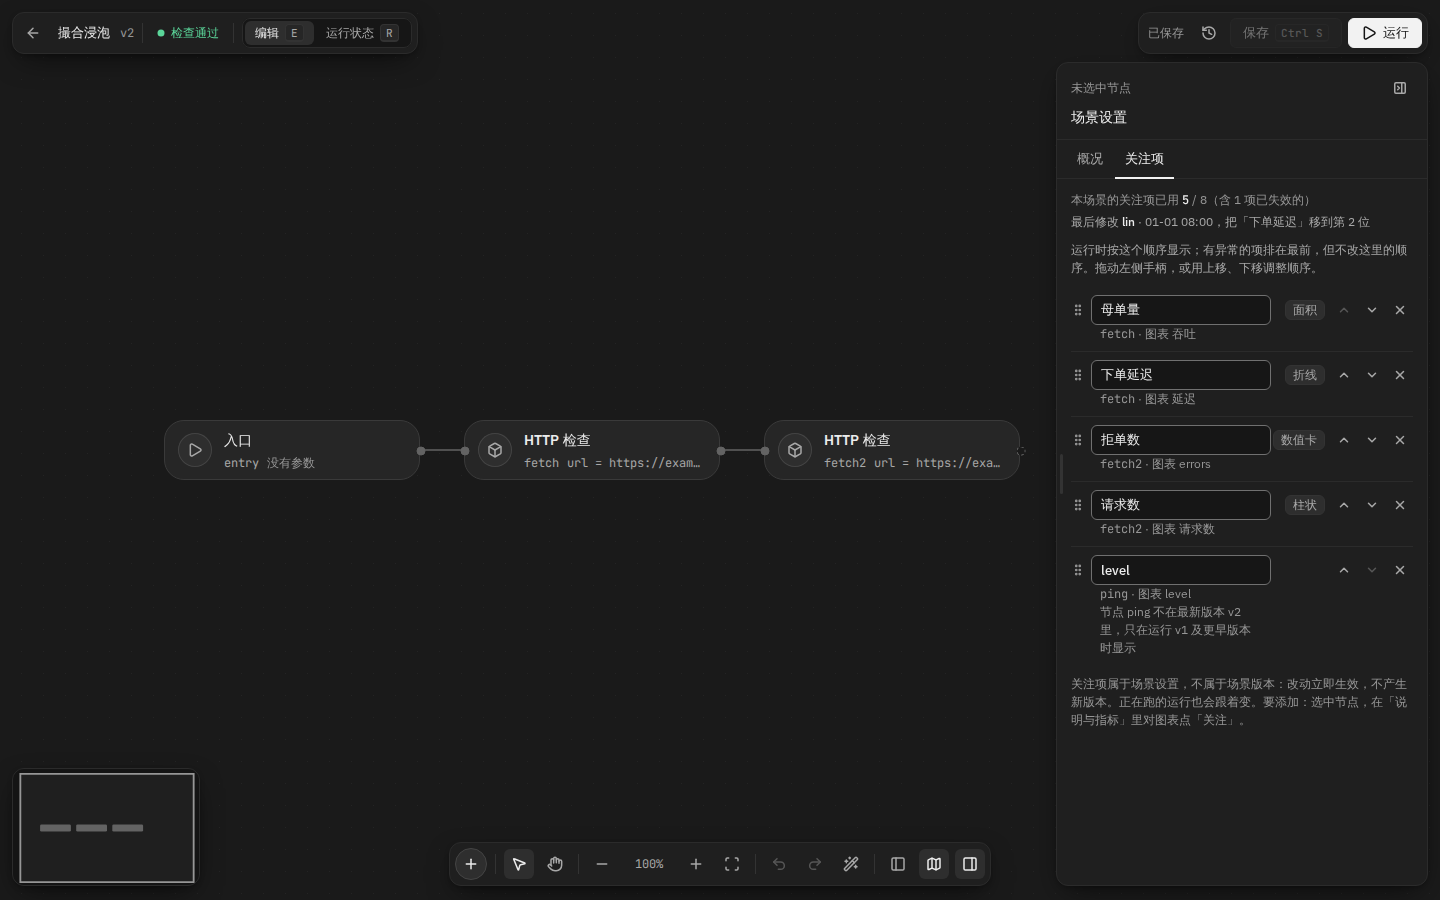 撮合浸泡 v2 检查通过 编辑 E 运行状态 R
已保存 保存 Ctrl S 运行
未选中节点
场景设置
概况 关注项
本场景的关注项已用 5 / 8（含 1 项已失效的）
最后修改 lin · 01-01 08:00，把「下单延迟」移到第 2 位
运行时按这个顺序显示；有异常的项排在最前，但不改这里的顺
序。拖动左侧手柄，或用上移、下移调整顺序。
母单量 面积
fetch · 图表 吞吐
下单延迟 折线
fetch · 图表 延迟
拒单数 数值卡
fetch2 · 图表 errors
请求数 柱状
fetch2 · 图表 请求数
level
ping · 图表 level
节点 ping 不在最新版本 v2
里，只在运行 v1 及更早版本
时显示
关注项属于场景设置，不属于场景版本：改动立即生效，不产生
新版本。正在跑的运行也会跟着变。要添加：选中节点，在「说
明与指标」里对图表点「关注」。
入口
entry 没有参数
HTTP 检查
fetch url = https://exam…
HTTP 检查
fetch2 url = https://exa…
100%